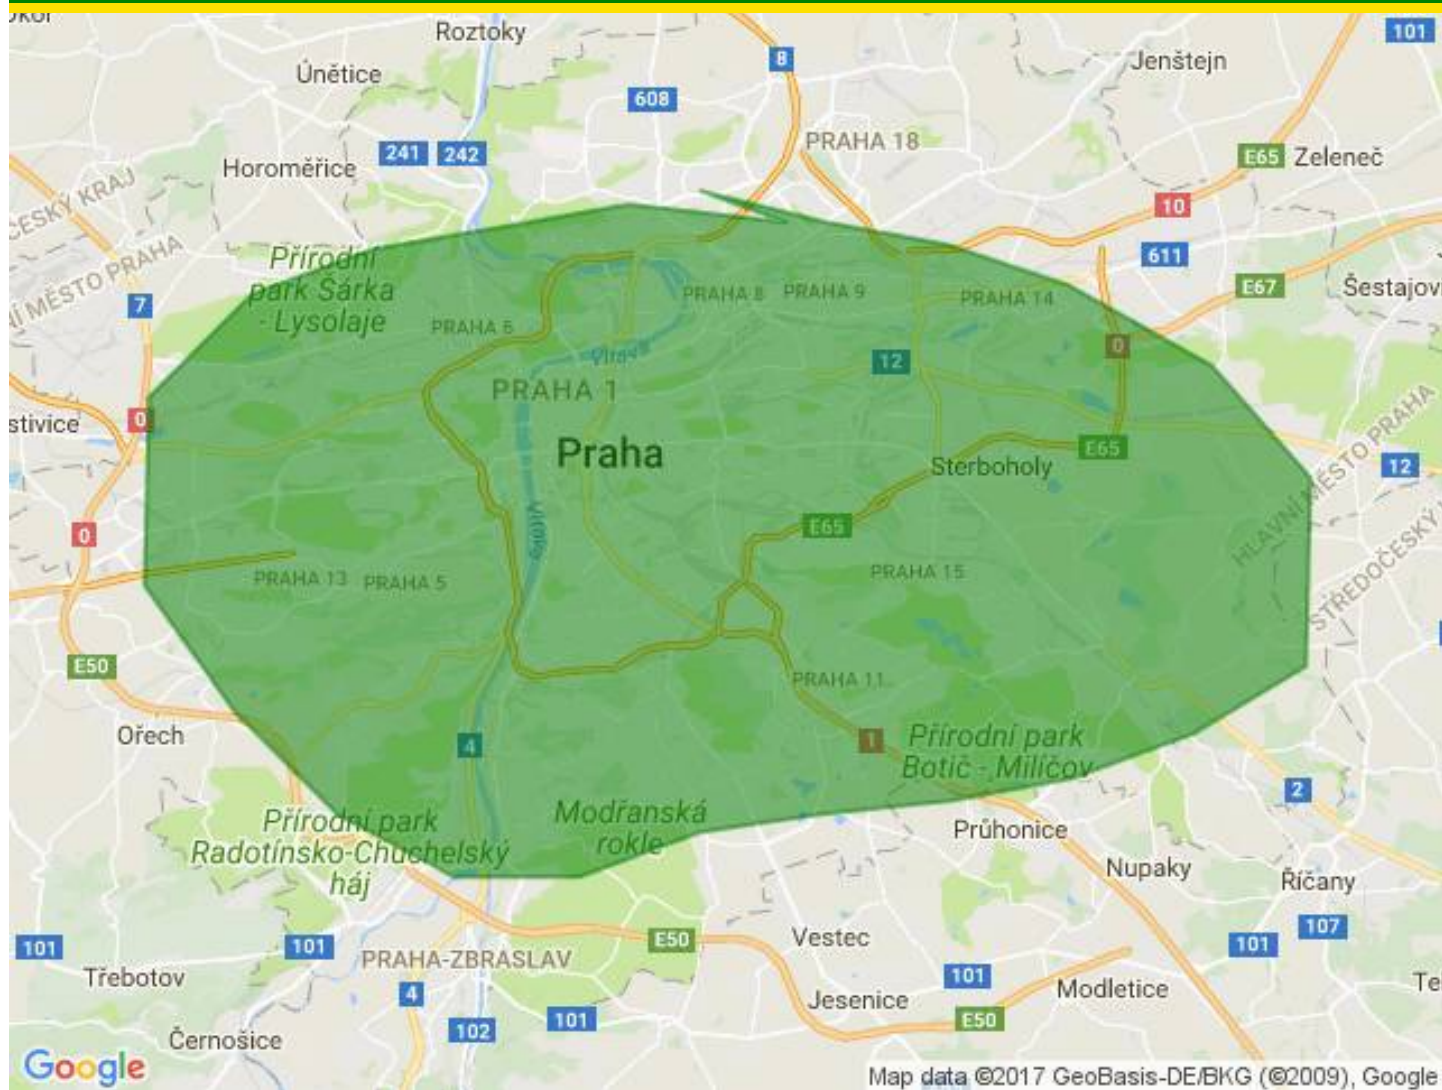 Roztoky
Únětice
8
101
Jenštejn
608
PRAHA 18
241
242
Horoměřice
E65
Zeleneč
ČESKÝ KRAJ
10
NÍ MĚSTO PRAHA
Přírodní
park Šárka
- Lysolaje
611
7
PRAHA 8
PRAHA 9
PRAHA 14
E67
Šestajov
PRAHA 6
0
Vltava
12
PRAHA 1
0
stivice
Praha
Sterboholy
E65
12
HLAVNÍ MĚSTO PRAHA
0
Vltava
E65
STŘEDOČESKÝ
PRAHA 13
PRAHA 5
PRAHA 15
E50
PRAHA 11
Ořech
4
1
Přírodní park
Botič - Milíčov
2
Přírodní park
Radotínsko-Chuchelský
háj
Modřanská
rokle
Průhonice
Nupaky
Říčany
101
101
E50
Vestec
101
107
PRAHA-ZBRASLAV
Třebotov
4
101
Jesenice
Modletice
Te
102
101
E50
Černošice
Google
Map data ©2017 GeoBasis-DE/BKG (©2009), Google